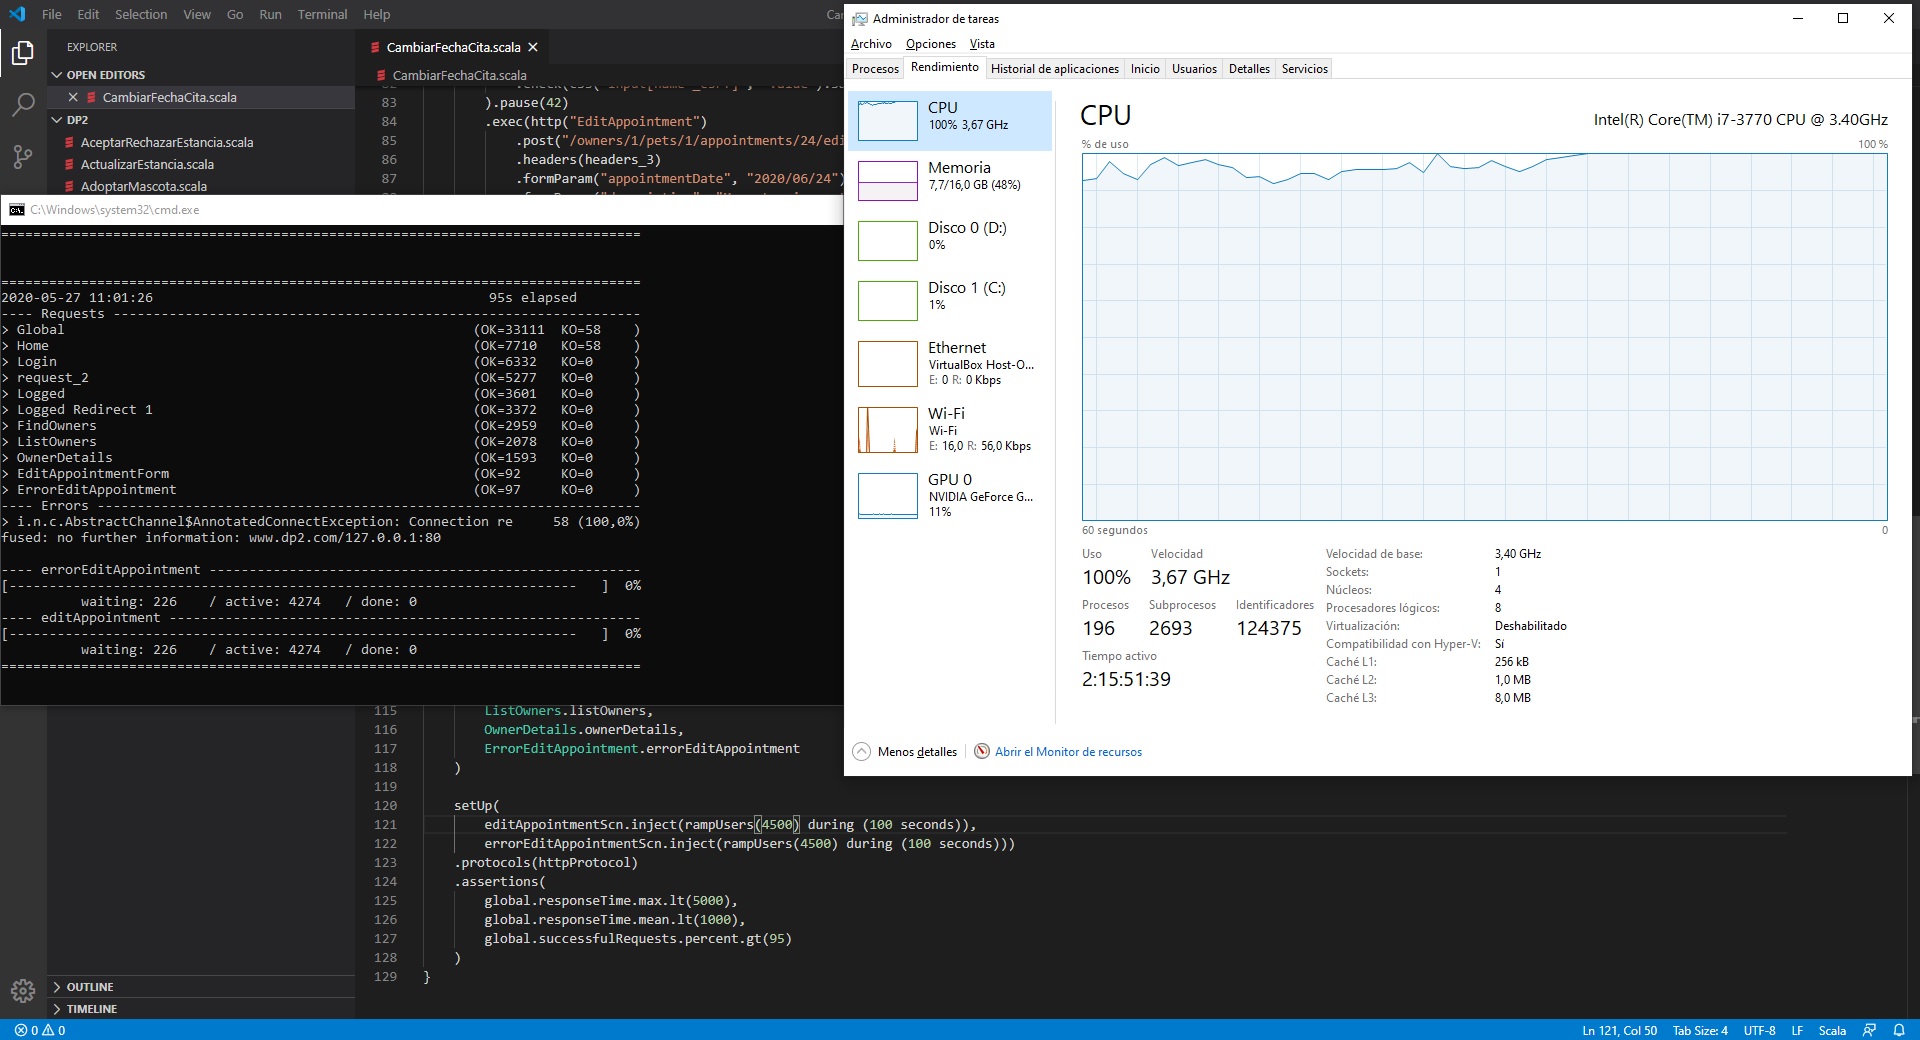 File Edit Selection View Go Run Terminal Help
EXPLORER
OPEN EDITORS
CambiarFechaCita.scala
DP2
AceptarRechazarEstancia.scala
ActualizarEstancia.scala
AdoptarMascota.scala
CambiarFechaCita.scala
CambiarFechaCita.scala
83 ).pause(42)
84 .exec(http("EditAppointment")
85 .post("/owners/1/pets/1/appointments/24/edi
86 .headers(headers_3)
87 .formParam("appointmentDate", "2020/06/24")
C:\Windows\system32\cmd.exe
================================================================================
================================================================================
2020-05-27 11:01:26 95s elapsed
---- Requests ------------------------------------------------------------------
> Global (OK=33111 KO=58 )
> Home (OK=7710 KO=58 )
> Login (OK=6332 KO=0 )
> request_2 (OK=5277 KO=0 )
> Logged (OK=3601 KO=0 )
> Logged Redirect 1 (OK=3372 KO=0 )
> FindOwners (OK=2959 KO=0 )
> ListOwners (OK=2078 KO=0 )
> OwnerDetails (OK=1593 KO=0 )
> EditAppointmentForm (OK=92 KO=0 )
> ErrorEditAppointment (OK=97 KO=0 )
---- Errors --------------------------------------------------------------------
> i.n.c.AbstractChannel$AnnotatedConnectException: Connection re 58 (100,0%)
fused: no further information: www.dp2.com/127.0.0.1:80
---- errorEditAppointment ------------------------------------------------------
[----------------------------------------------------------------------- ] 0%
waiting: 226 / active: 4274 / done: 0
---- editAppointment -----------------------------------------------------------
[----------------------------------------------------------------------- ] 0%
waiting: 226 / active: 4274 / done: 0
================================================================================
115 ListOwners.listOwners,
116 OwnerDetails.ownerDetails,
117 ErrorEditAppointment.errorEditAppointment
118 )
119
120 setUp(
121 editAppointmentScn.inject(rampUsers(4500) during (100 seconds)),
122 errorEditAppointmentScn.inject(rampUsers(4500) during (100 seconds)))
123 .protocols(httpProtocol)
124 .assertions(
125 global.responseTime.max.lt(5000),
126 global.responseTime.mean.lt(1000),
127 global.successfulRequests.percent.gt(95)
128 )
129 }
OUTLINE
TIMELINE
0 0
Ln 121, Col 50 Tab Size: 4 UTF-8 LF Scala
Administrador de tareas
Archivo Opciones Vista
Procesos Rendimiento Historial de aplicaciones Inicio Usuarios Detalles Servicios
CPU
100% 3,67 GHz
Memoria
7,7/16,0 GB (48%)
Disco 0 (D:)
0%
Disco 1 (C:)
1%
Ethernet
VirtualBox Host-O...
E: 0 R: 0 Kbps
Wi-Fi
Wi-Fi
E: 16,0 R: 56,0 Kbps
GPU 0
NVIDIA GeForce G...
11%
CPU Intel(R) Core(TM) i7-3770 CPU @ 3.40GHz
% de uso 100 %
60 segundos 0
Uso Velocidad
100% 3,67 GHz
Procesos Subprocesos Identificadores
196 2693 124375
Tiempo activo
2:15:51:39
Velocidad de base: 3,40 GHz
Sockets: 1
Núcleos: 4
Procesadores lógicos: 8
Virtualización: Deshabilitado
Compatibilidad con Hyper-V: Sí
Caché L1: 256 kB
Caché L2: 1,0 MB
Caché L3: 8,0 MB
Menos detalles Abrir el Monitor de recursos